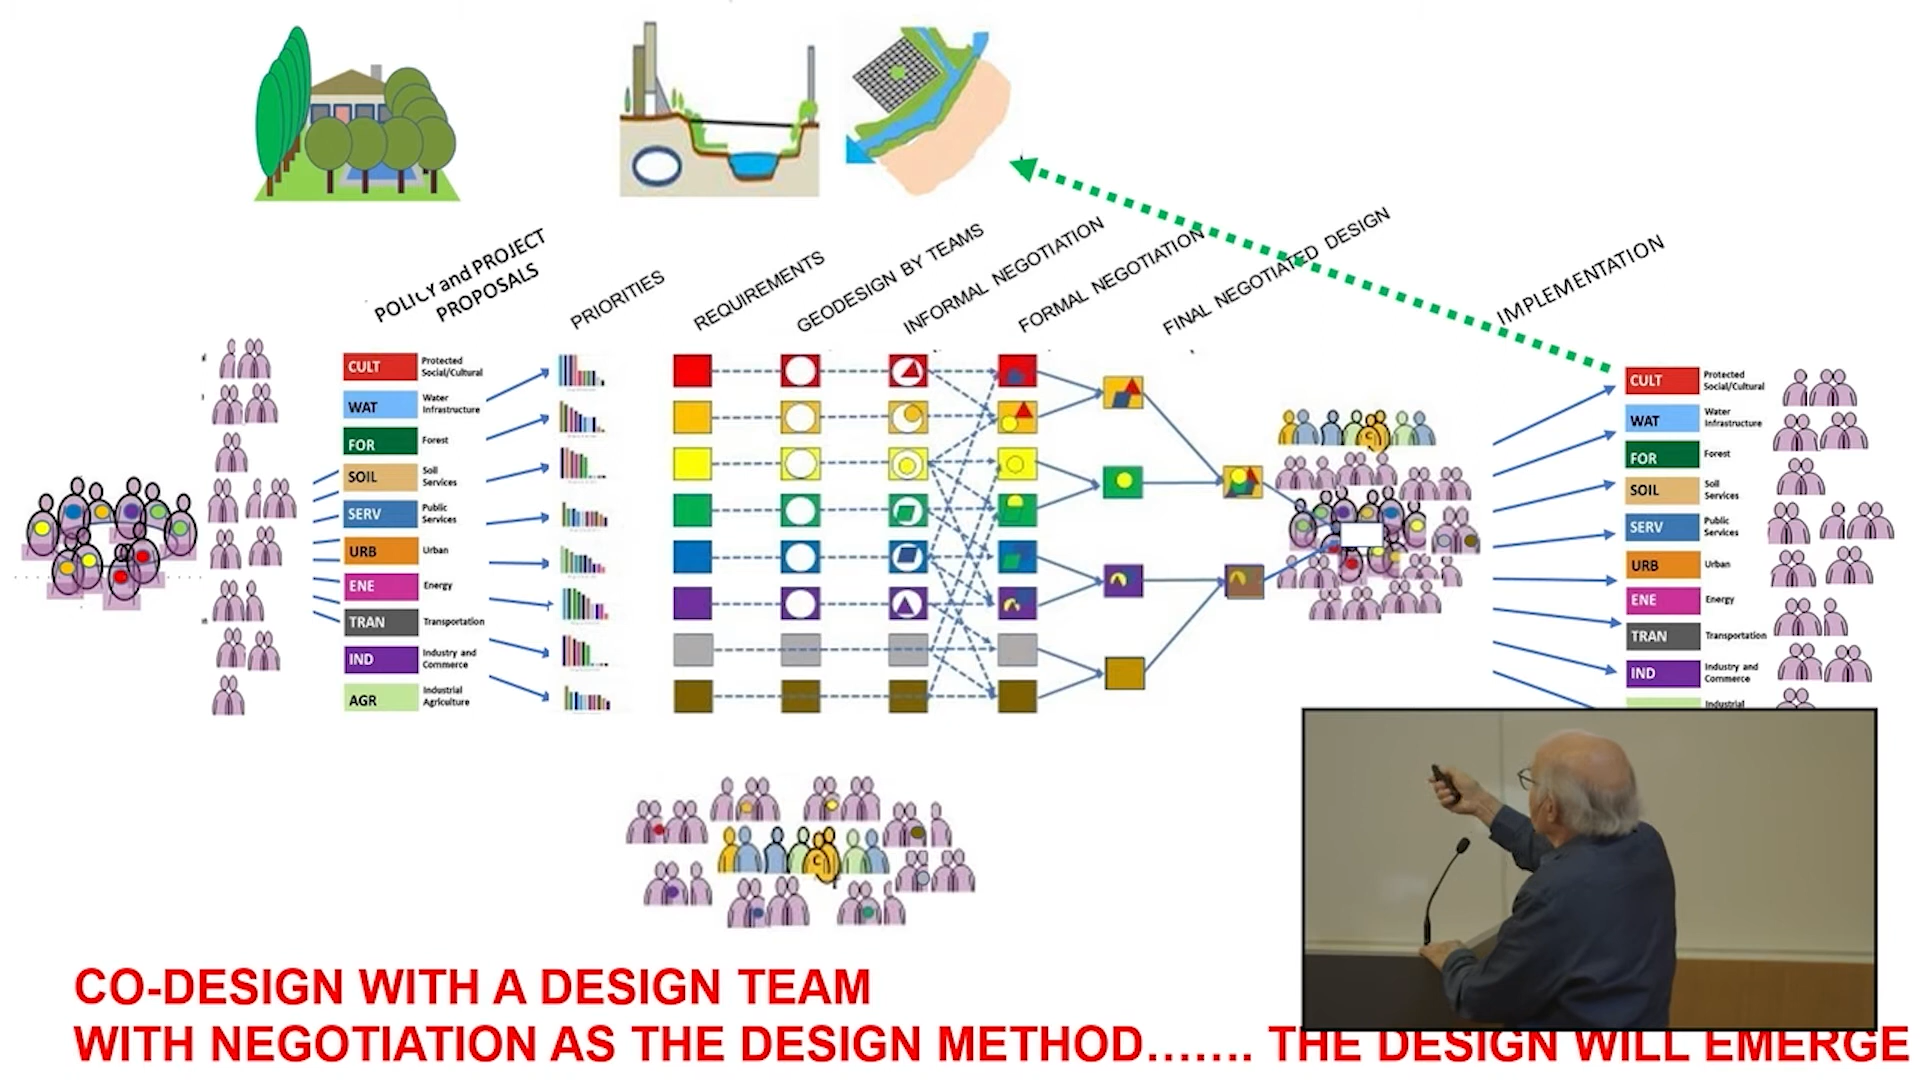 POLICY and PROJECT
PROPOSALS
PRIORITIES
REQUIREMENTS
GEODESIGN BY TEAMS
INFORMAL NEGOTIATION
FORMAL NEGOTIATION
FINAL NEGOTIATED DESIGN
IMPLEMENTATION
CULT
Protected
Social/Cultural
WAT
Water
Infrastructure
FOR
Forest
SOIL
Soil
Services
SERV
Public
Services
URB
Urban
ENE
Energy
TRAN
Transportation
IND
Industry and
Commerce
AGR
Industrial
Agriculture
CULT
Protected
Social/Cultural
WAT
Water
Infrastructure
FOR
Forest
SOIL
Soil
Services
SERV
Public
Services
URB
Urban
ENE
Energy
TRAN
Transportation
IND
Industry and
Commerce
Industrial
C
C
CO-DESIGN WITH A DESIGN TEAM
WITH NEGOTIATION AS THE DESIGN METHOD....... THE DESIGN WILL EMERGE